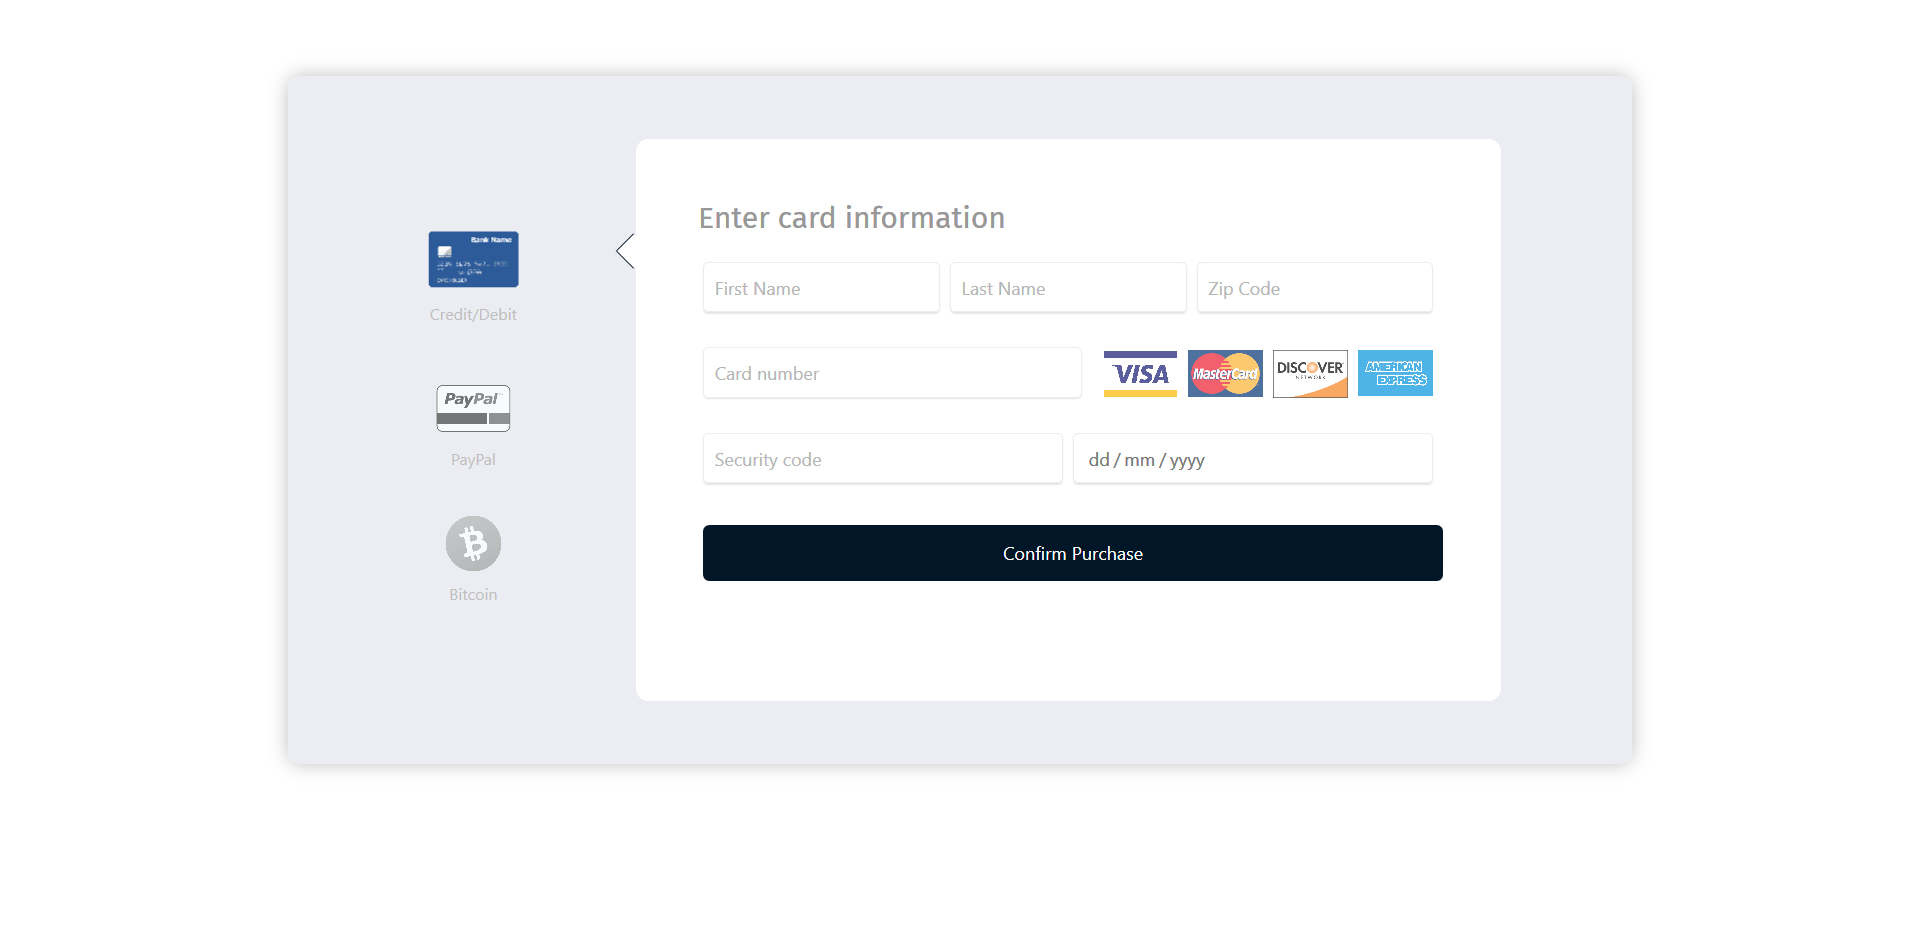 Enter card information
First Name
Last Name
Zip Code
Bank Name
Credit/Debit
Card number
VISA
MasterCard
DISCOVER
NETWORK
AMERICAN
EXPRESS
PayPal
PayPal
Security code
dd / mm / yyyy
Confirm Purchase
Bitcoin